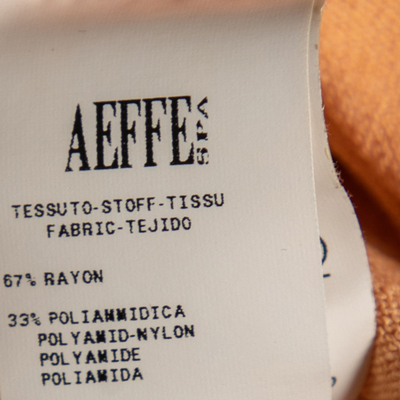 AEFFE SPA
TESSUTO-STOFF-TISSU
FABRIC-TEJIDO
67% RAYON
33% POLIAMMIDICA
POLYAMID-NYLON
POLYAMIDE
POLIAMIDA